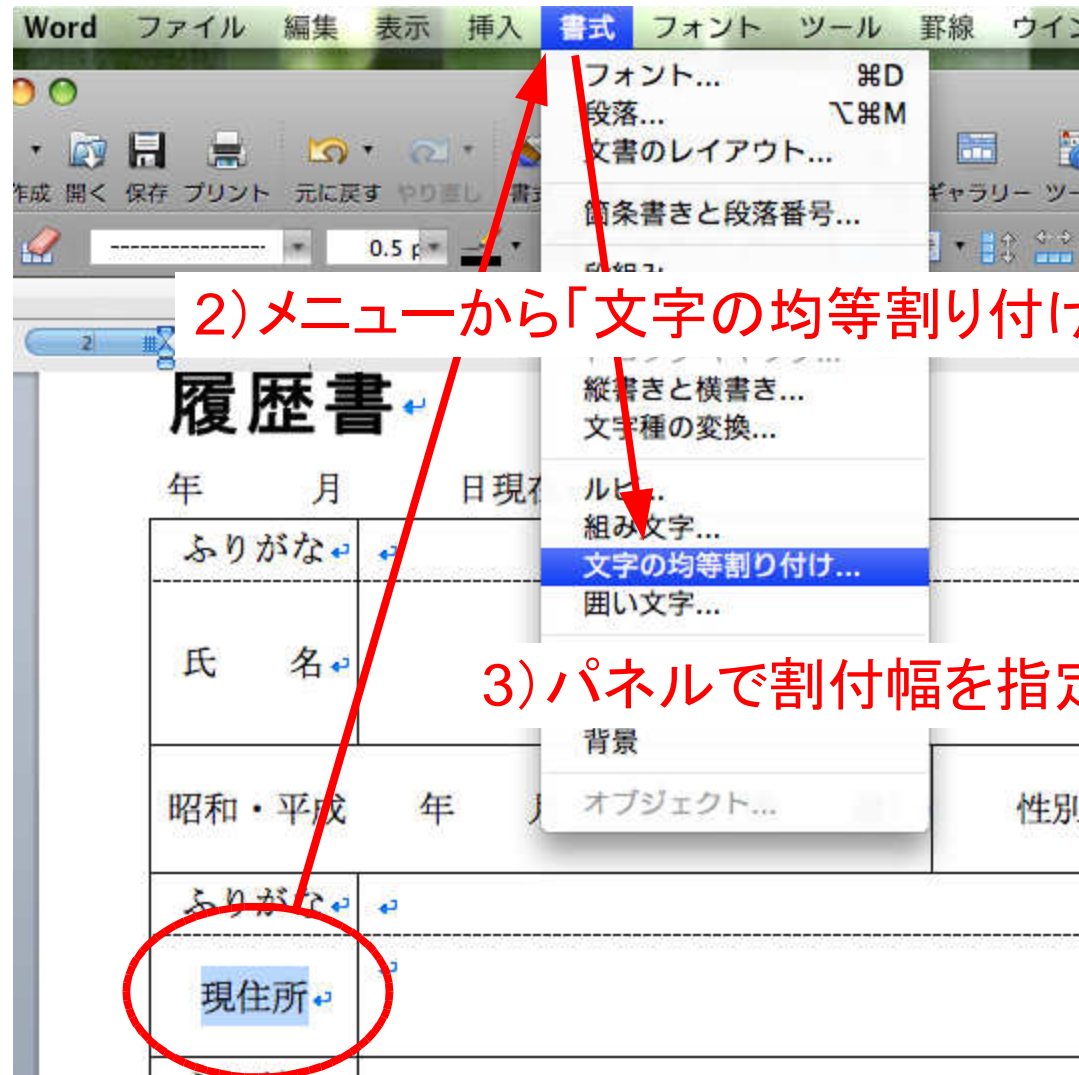 Word ファイル 編集 表示 挿入 書式 フォント ツール 罫線 ウイン
フォント... ⌘D
段落... ⌥⌘M
文書のレイアウト...
箇条書きと段落番号...
縦書きと横書き...
文字種の変換...
ルビ...
組み文字...
文字の均等割り付け...
囲い文字...
背景
オブジェクト...
作成 開く 保存 プリント 元に戻す やり直し 書式 ギャラリー ツー
0.5 p
2
2）メニューから「文字の均等割り付け
履歴書
年 月 日現在
ふりがな
氏 名
3）パネルで割付幅を指定
昭和・平成 年 月 性別
ふりがな
現住所